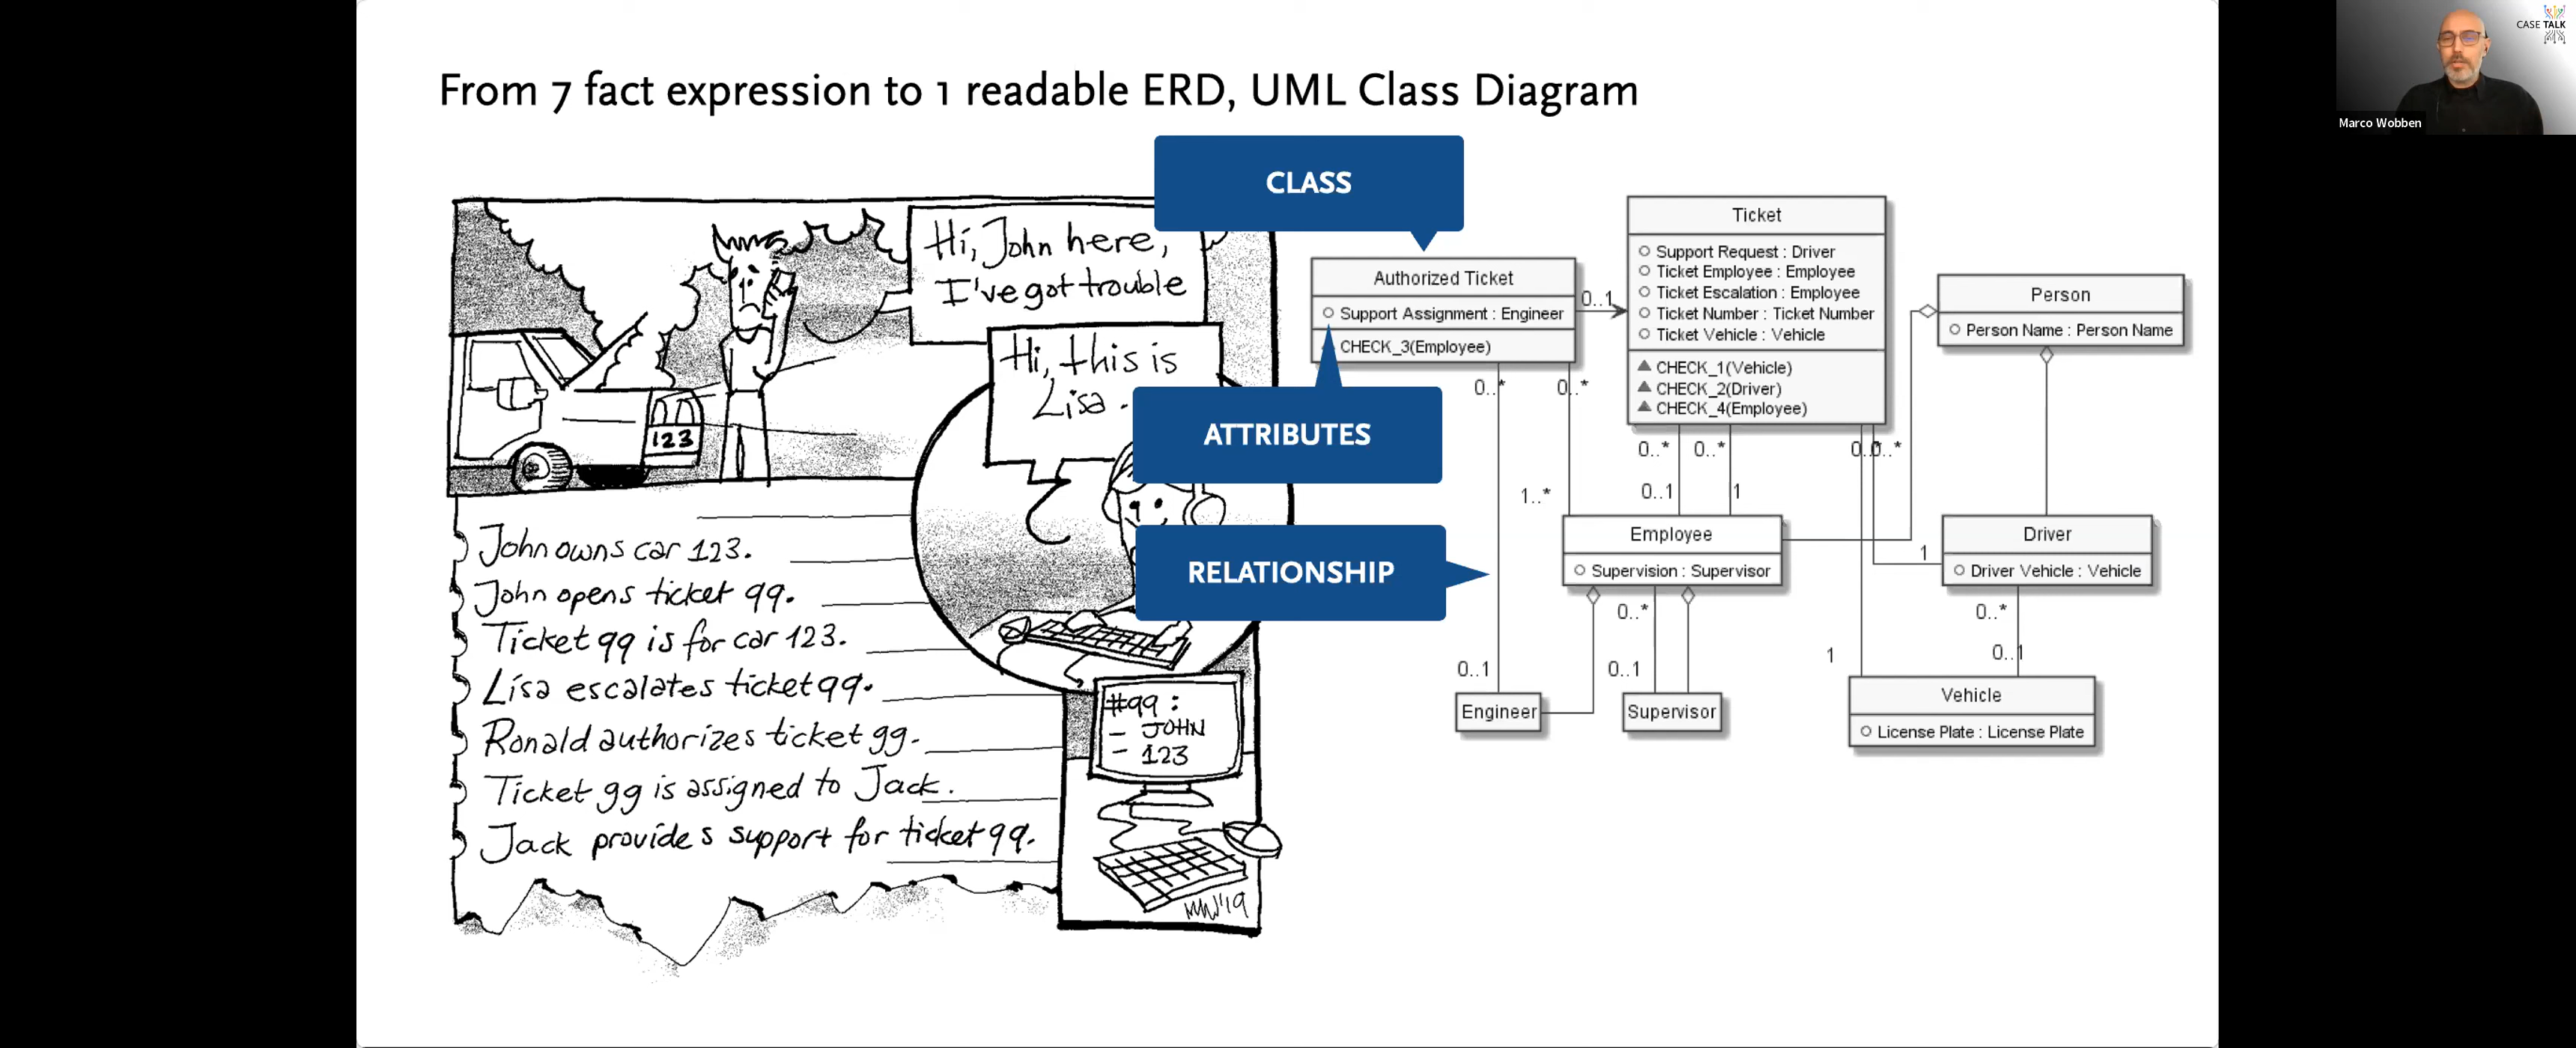 From 7 fact expression to 1 readable ERD, UML Class Diagram
CASE TALK
Marco Wobben
Hi, John here,
I've got trouble
Hi, this is
Lisa.
123
John owns car 123.
John opens ticket 99.
Ticket 99 is for car 123.
Lisa escalates ticket 99.
Ronald authorizes ticket 99.
Ticket 99 is assigned to Jack.
Jack provides support for ticket 99.
#99:
- JOHN
- 123
MW'19
CLASS
ATTRIBUTES
RELATIONSHIP
Authorized Ticket
Support Assignment : Engineer
CHECK_3(Employee)
0..1
0..*
0..*
1..*
0..1
Ticket
Support Request : Driver
Ticket Employee : Employee
Ticket Escalation : Employee
Ticket Number : Ticket Number
Ticket Vehicle : Vehicle
CHECK_1(Vehicle)
CHECK_2(Driver)
CHECK_4(Employee)
0..*
0..*
0..*
0..1
1
Person
Person Name : Person Name
Employee
Supervision : Supervisor
0..*
0..1
1
Driver
Driver Vehicle : Vehicle
0..*
0..1
1
Engineer
Supervisor
Vehicle
License Plate : License Plate